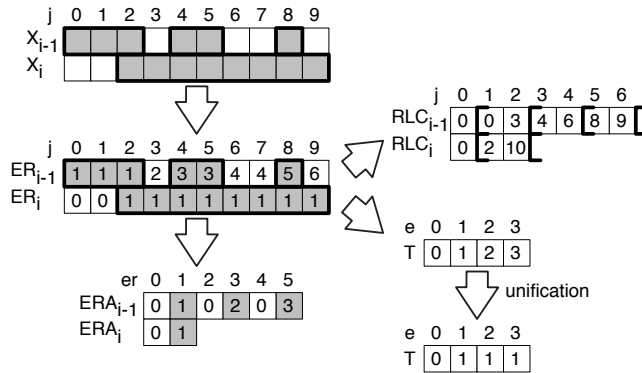 j 0 1 2 3 4 5 6 7 8 9
X_{i-1}
X_i
j 0 1 2 3 4 5 6
RLC_{i-1} 0 0 3 4 6 8 9
RLC_i 0 2 10
j 0 1 2 3 4 5 6 7 8 9
ER_{i-1} 1 1 1 2 3 3 4 4 5 6
ER_i 0 0 1 1 1 1 1 1 1 1
e 0 1 2 3
T 0 1 2 3
er 0 1 2 3 4 5
ERA_{i-1} 0 1 0 2 0 3
ERA_i 0 1
unification
e 0 1 2 3
T 0 1 1 1